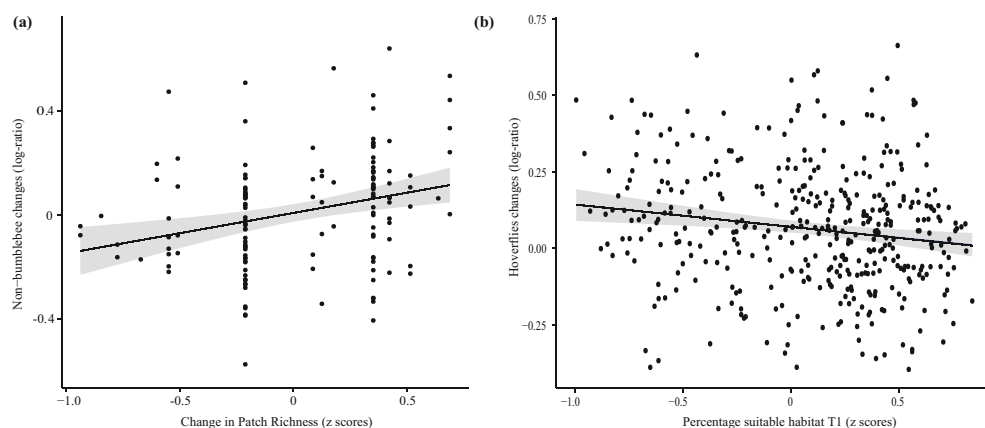 (a)
Non−bumblebee changes (log−ratio)
0.4
0
-0.4
−1.0
-0.5
0
0.5
Change in Patch Richness (z scores)
(b)
Hoverflies changes (log−ratio)
0.75
0.50
0.25
0.00
−0.25
−1.0
−0.5
0
0.5
Percentage suitable habitat T1 (z scores)